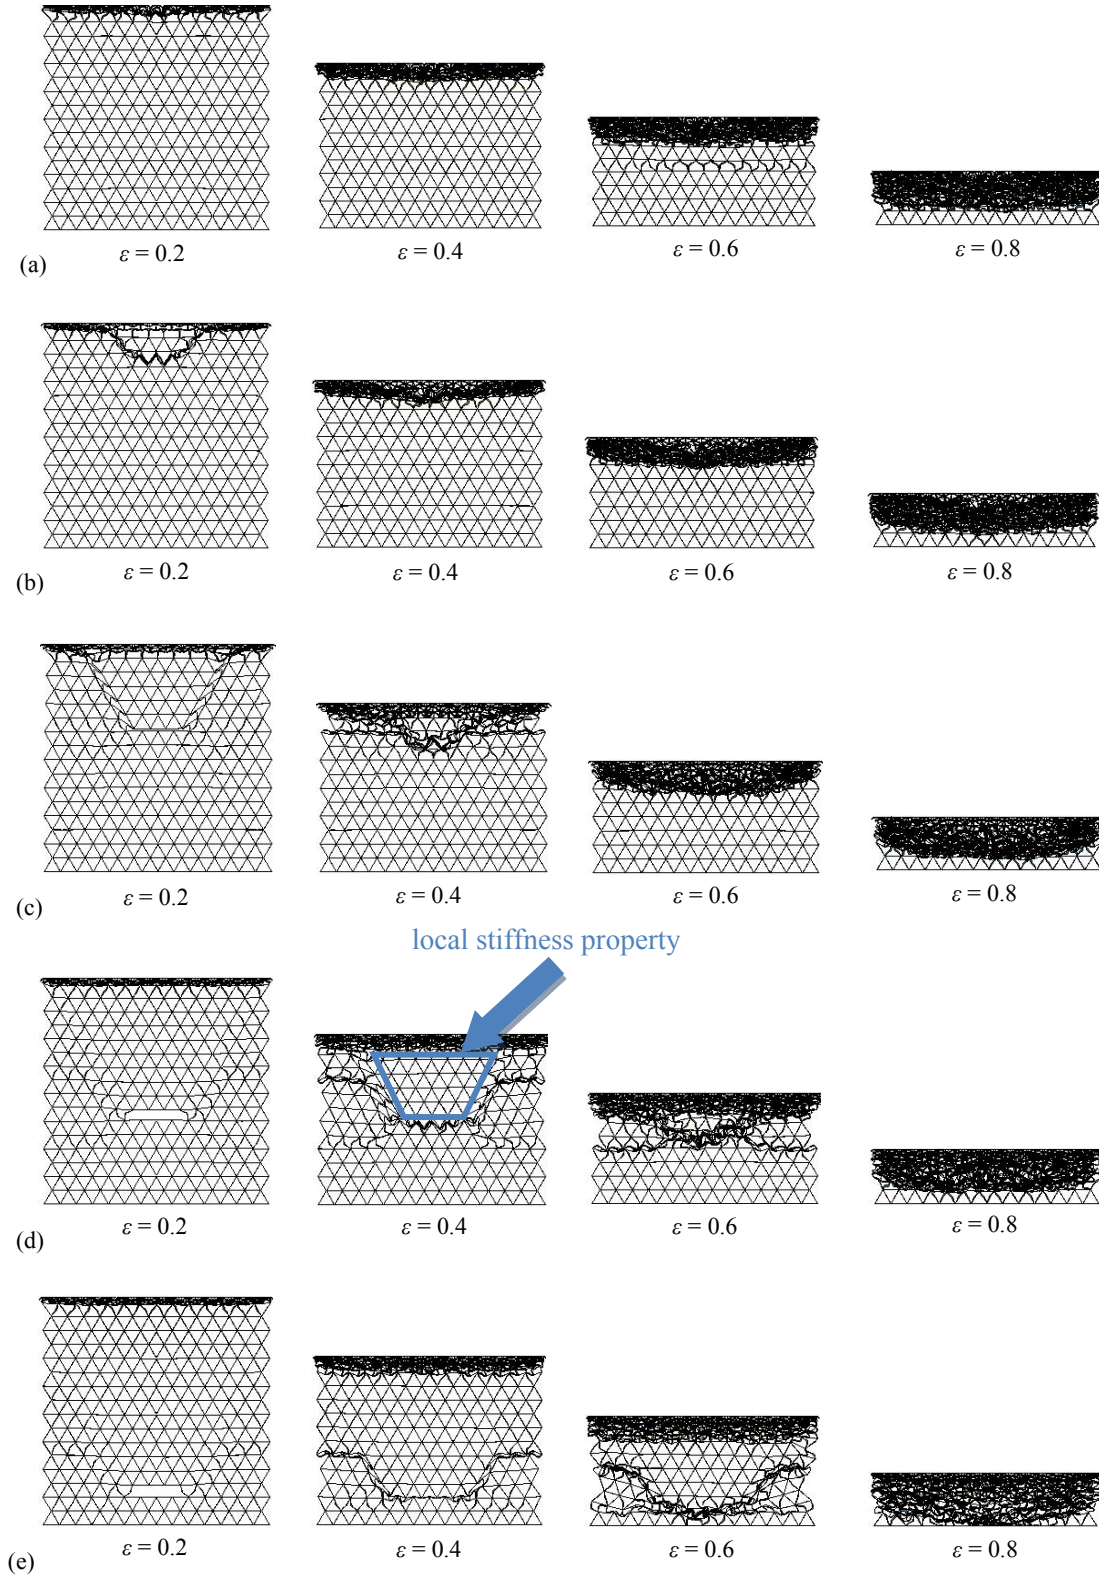 ε = 0.2
ε = 0.4
ε = 0.6
ε = 0.8
(a)
ε = 0.2
ε = 0.4
ε = 0.6
ε = 0.8
(b)
ε = 0.2
ε = 0.4
ε = 0.6
ε = 0.8
(c)
local stiffness property
ε = 0.2
ε = 0.4
ε = 0.6
ε = 0.8
(d)
ε = 0.2
ε = 0.4
ε = 0.6
ε = 0.8
(e)